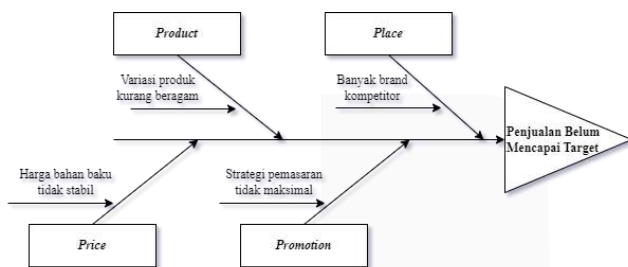 Product
Place
Variasi produk
kurang beragam
Banyak brand
kompetitor
Penjualan Belum
Mencapai Target
Harga bahan baku
tidak stabil
Strategi pemasaran
tidak maksimal
Price
Promotion